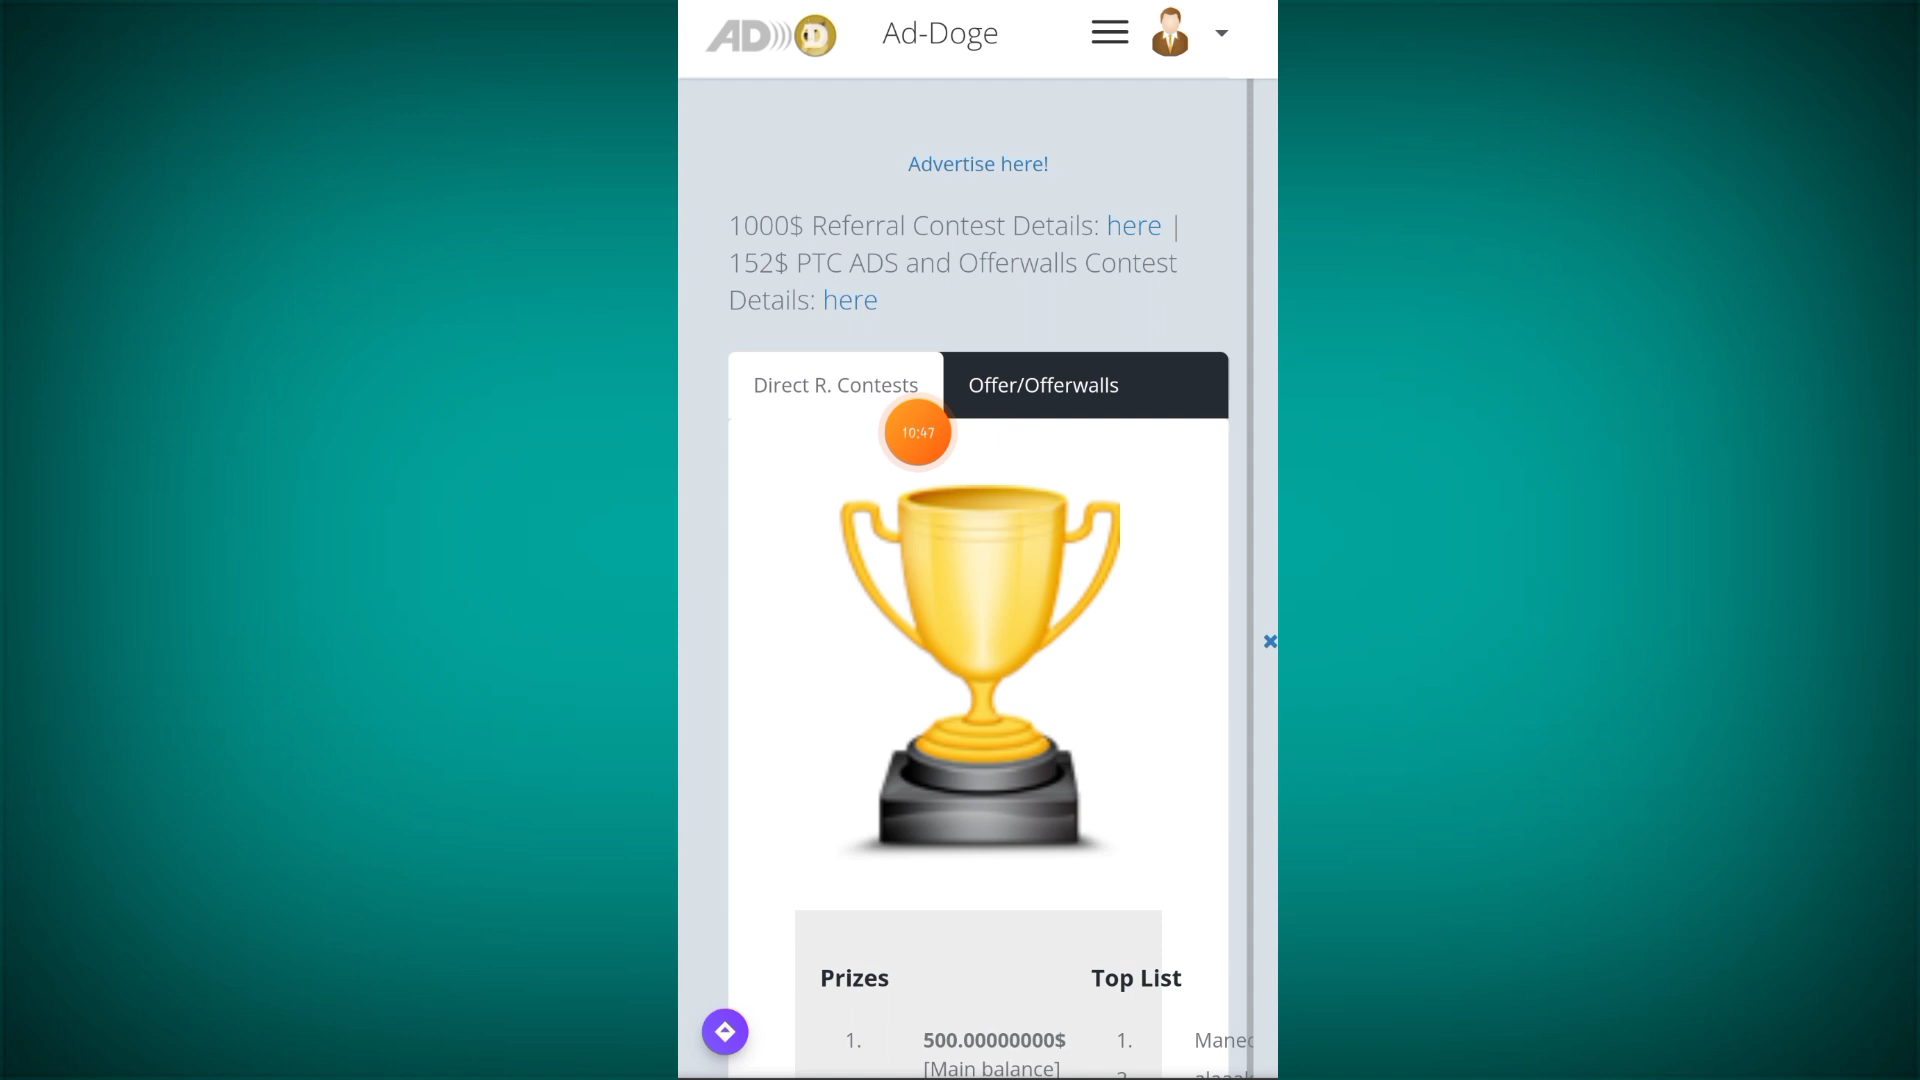 AD D Ad-Doge
Advertise here!
1000$ Referral Contest Details: here |
152$ PTC ADS and Offerwalls Contest
Details: here
Direct R. Contests Offer/Offerwalls
10:47
Prizes Top List
1. 500.00000000$ 1.
[Main balance]